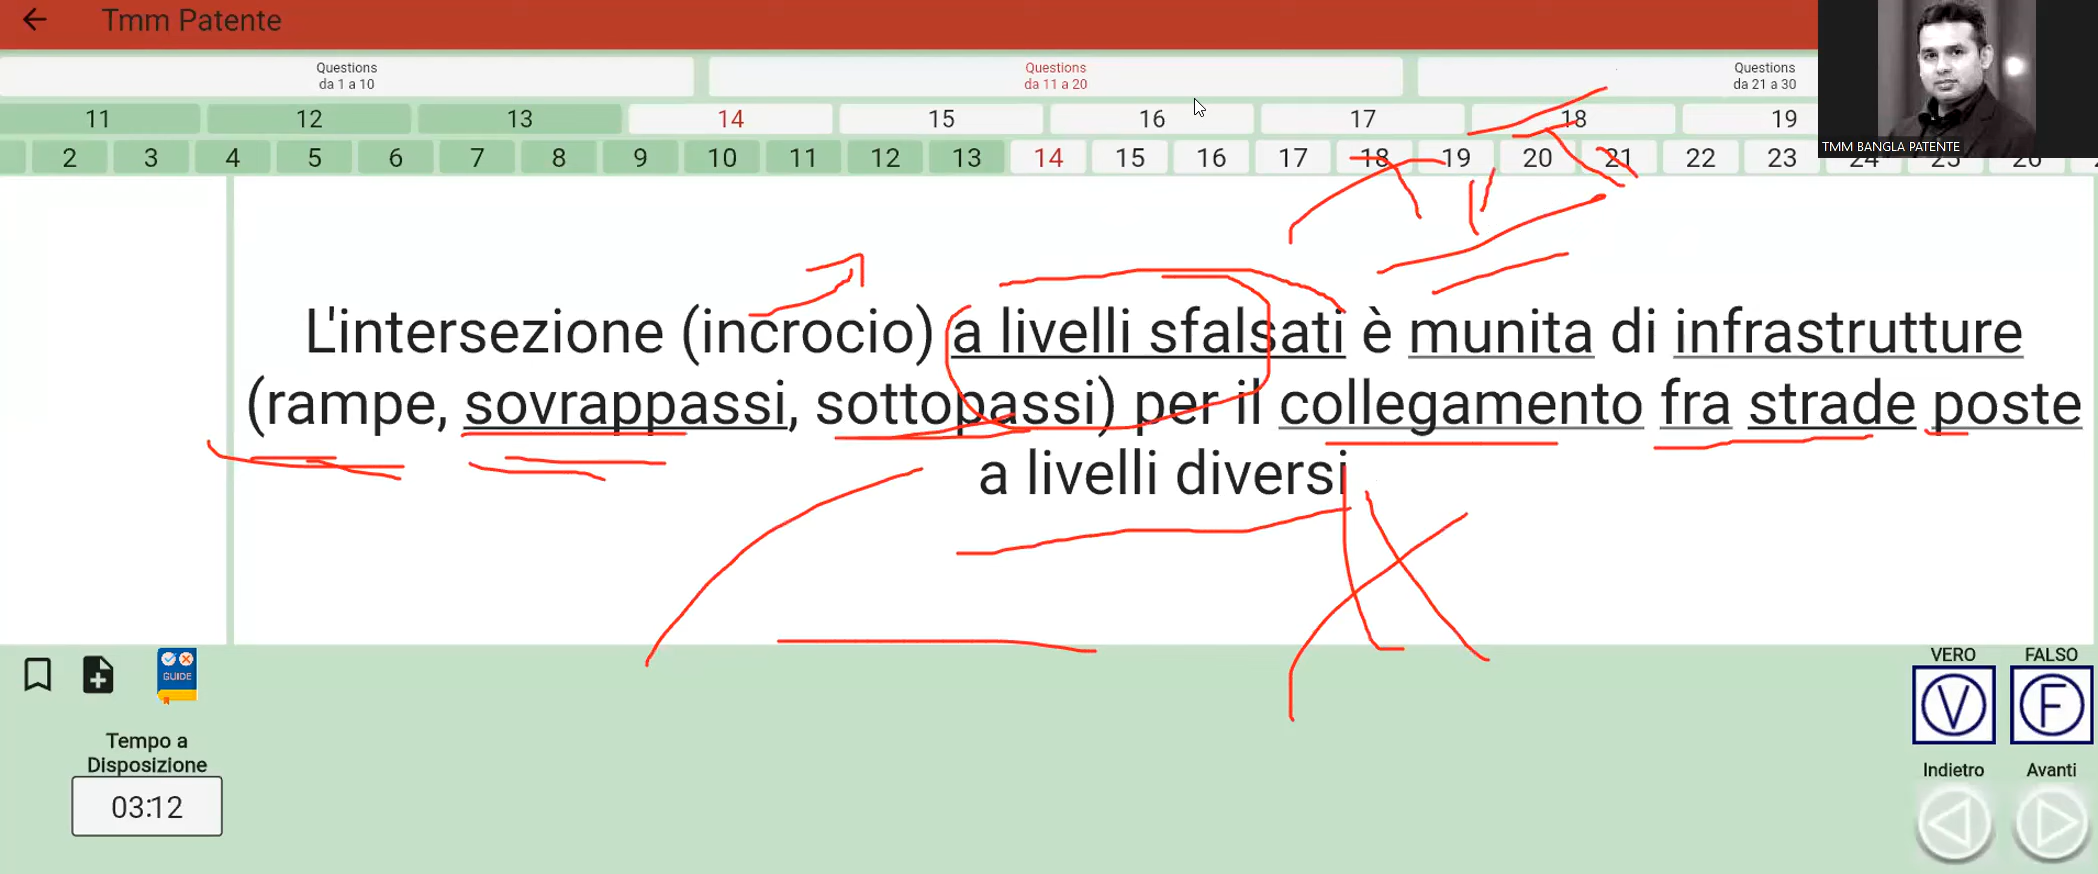 Tmm Patente
Questions
da 1 a 10
Questions
da 11 a 20
Questions
da 21 a 30
11 12 13 14 15 16 17 18 19
2 3 4 5 6 7 8 9 10 11 12 13 14 15 16 17 18 19 20 21 22 23 24 25 26
TMM BANGLA PATENTE
L'intersezione (incrocio) a livelli sfalsati è munita di infrastrutture
(rampe, sovrappassi, sottopassi) per il collegamento fra strade poste
a livelli diversi
GUIDE
Tempo a
Disposizione
03:12
VERO FALSO
V F
Indietro Avanti